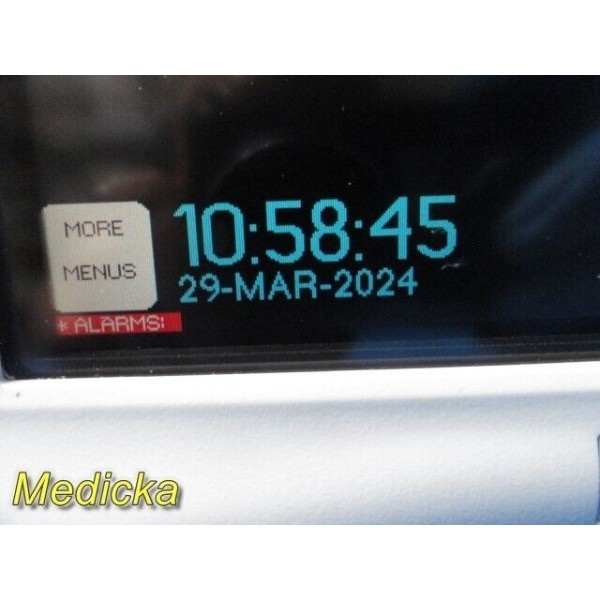 MORE
MENUS
10:58:45
29-MAR-2024
* ALARMS:
Medicka